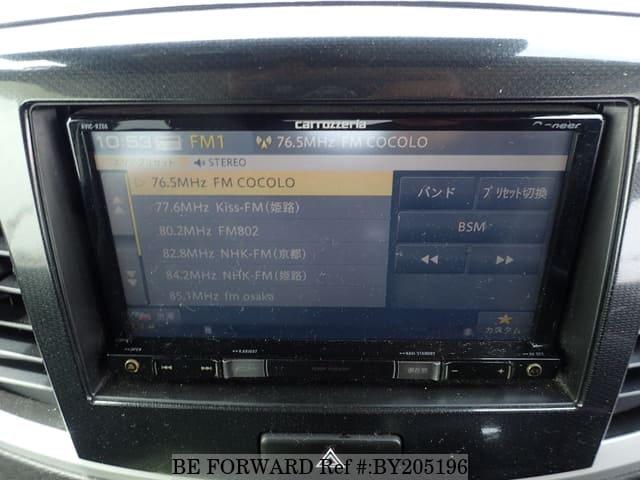 AVIC-RZ06
carrozzeria
Pioneer
10:53 FM1 76.5MHz FM COCOLO
STEREO
76.5MHz FM COCOLO
バンド プリセット切換
77.6MHz Kiss-FM(姫路)
80.2MHz FM802
BSM
82.8MHz NHK-FM(京都)
84.2MHz NHK-FM(姫路)
85.1MHz fm osaka
カスタム
BE FORWARD Ref #:BY205196